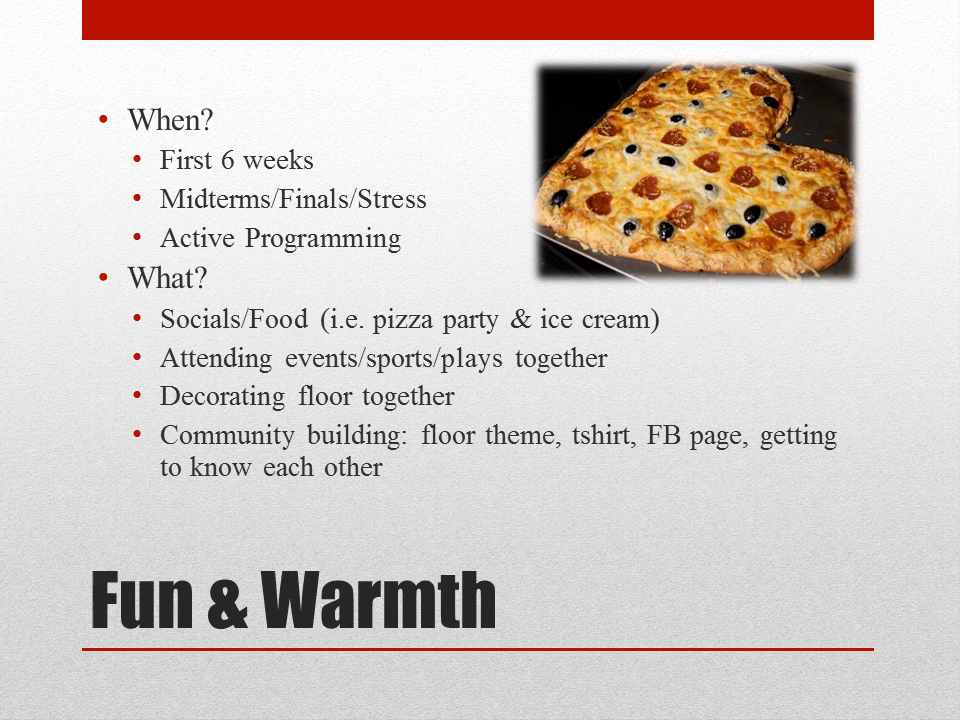 • When?
• First 6 weeks
• Midterms/Finals/Stress
• Active Programming
• What?
• Socials/Food (i.e. pizza party & ice cream)
• Attending events/sports/plays together
• Decorating floor together
• Community building: floor theme, tshirt, FB page, getting
to know each other
Fun & Warmth